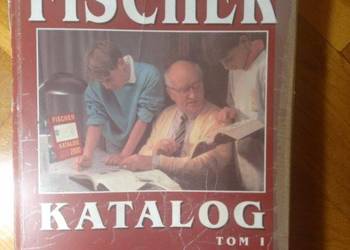 FISCHER
FISCHER
KATALOG
KATALOG
TOM I